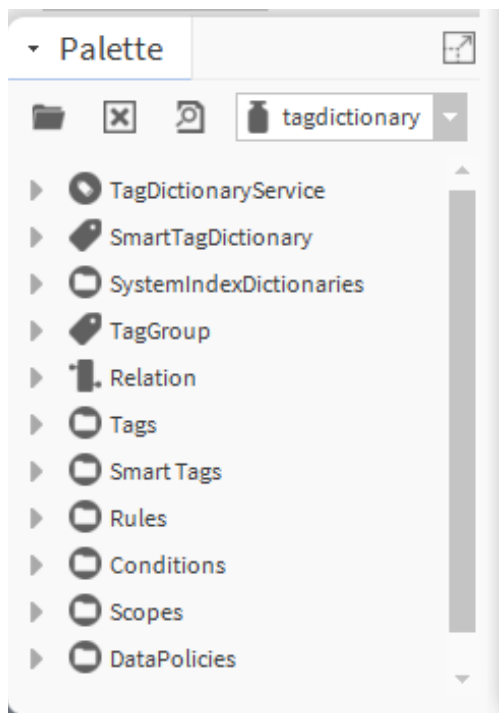 Palette
tagdictionary
TagDictionaryService
SmartTagDictionary
SystemIndexDictionaries
TagGroup
Relation
Tags
Smart Tags
Rules
Conditions
Scopes
DataPolicies